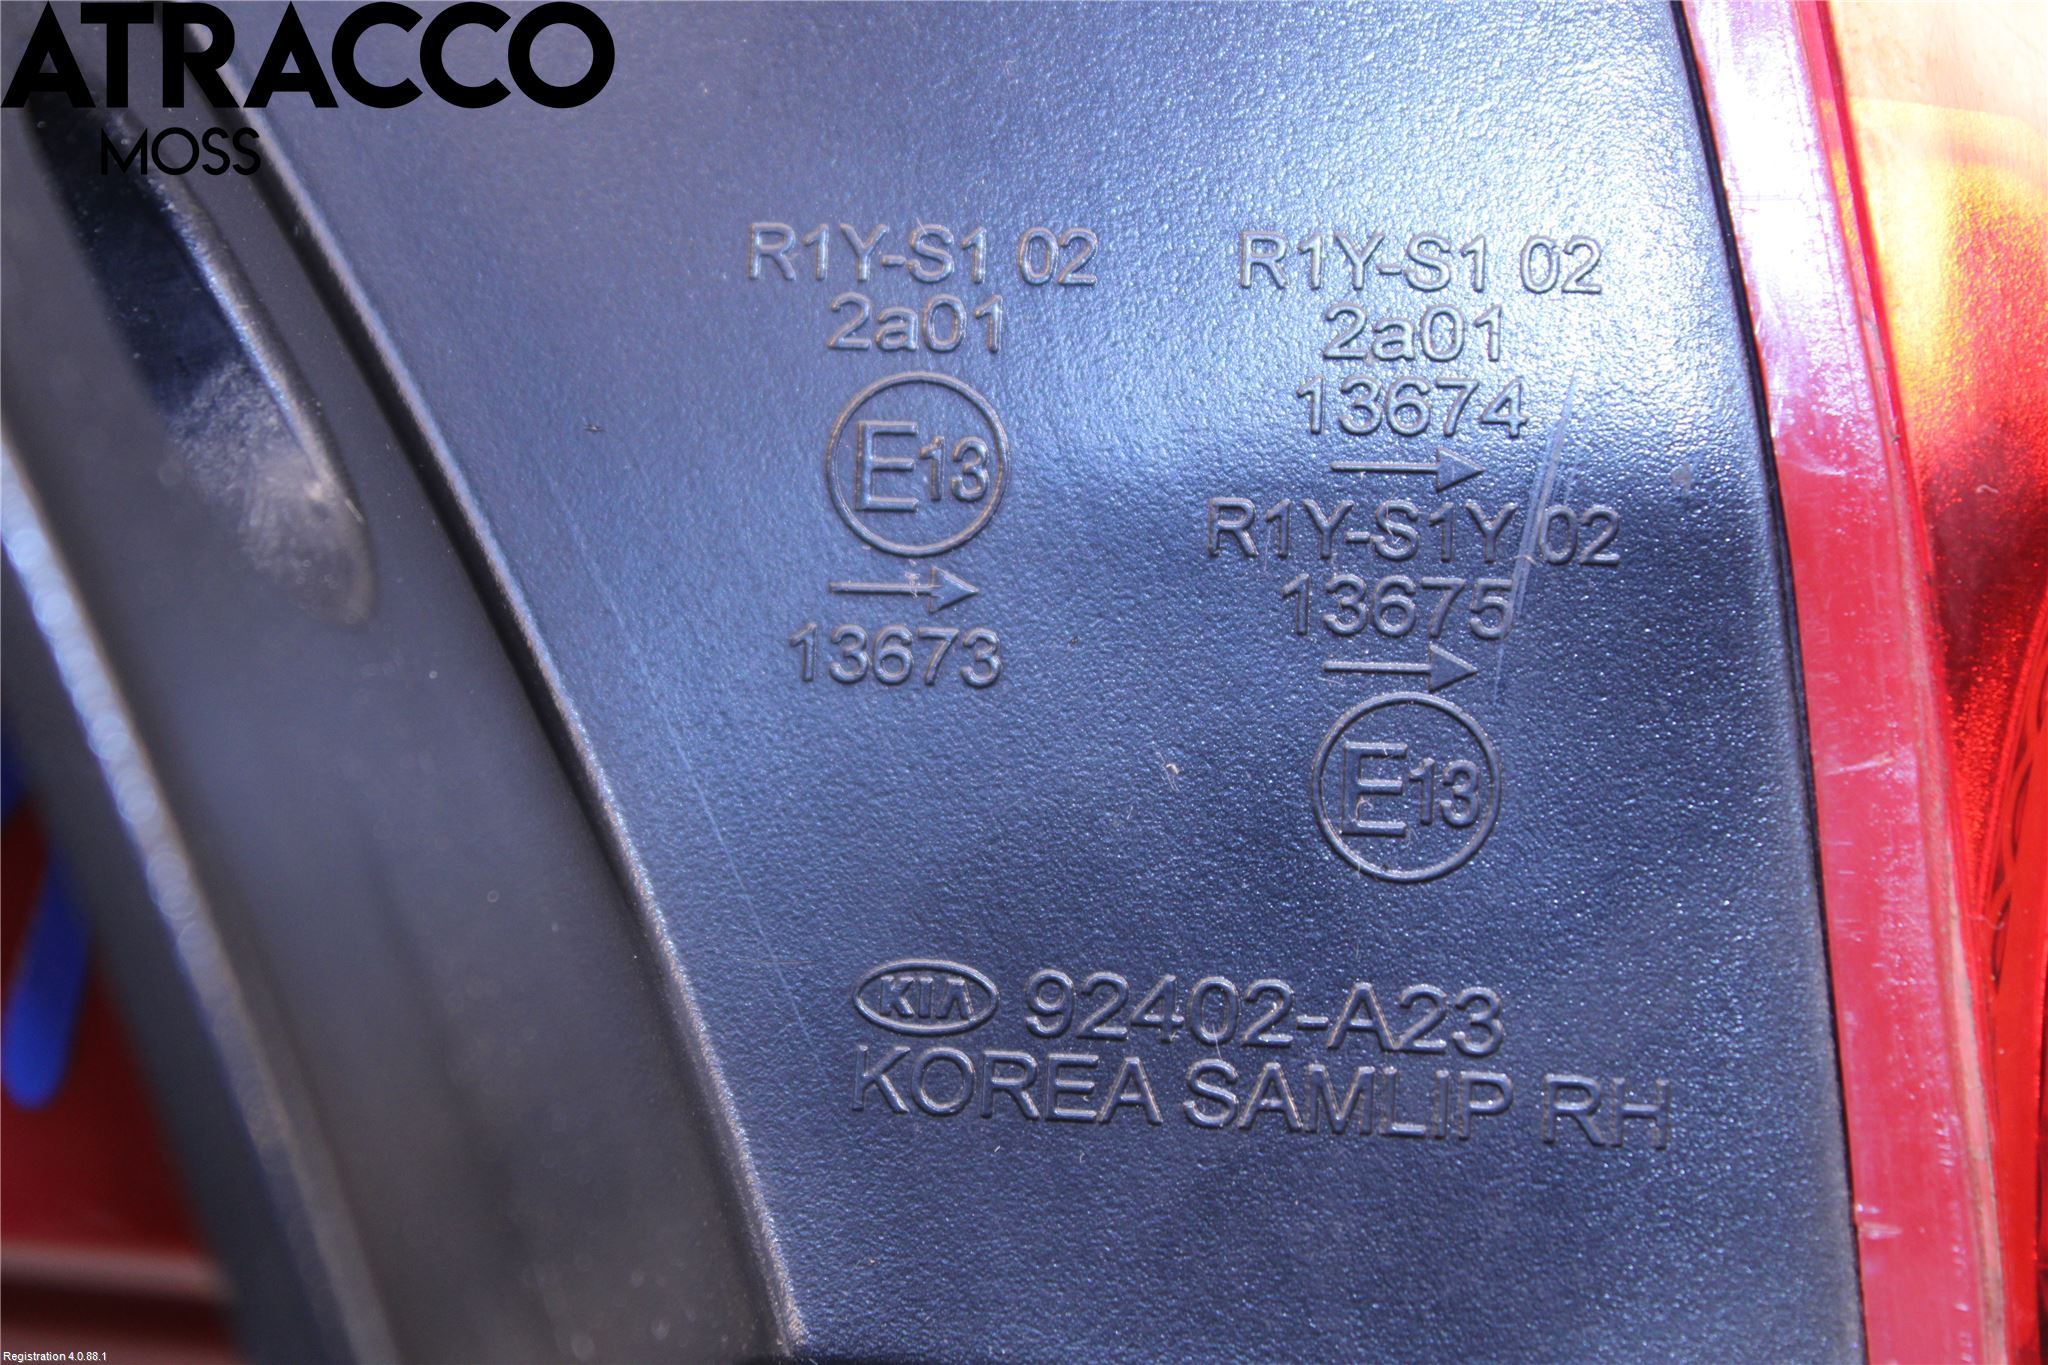 ATRACCO
MOSS
R1Y-S1 02
2a01
E13
→
13673
R1Y-S1 02
2a01
13674
→
R1Y-S1Y 02
13675
→
E13
KIA 92402-A23
KOREA SAMLIP RH
Registration 4.0.88.1